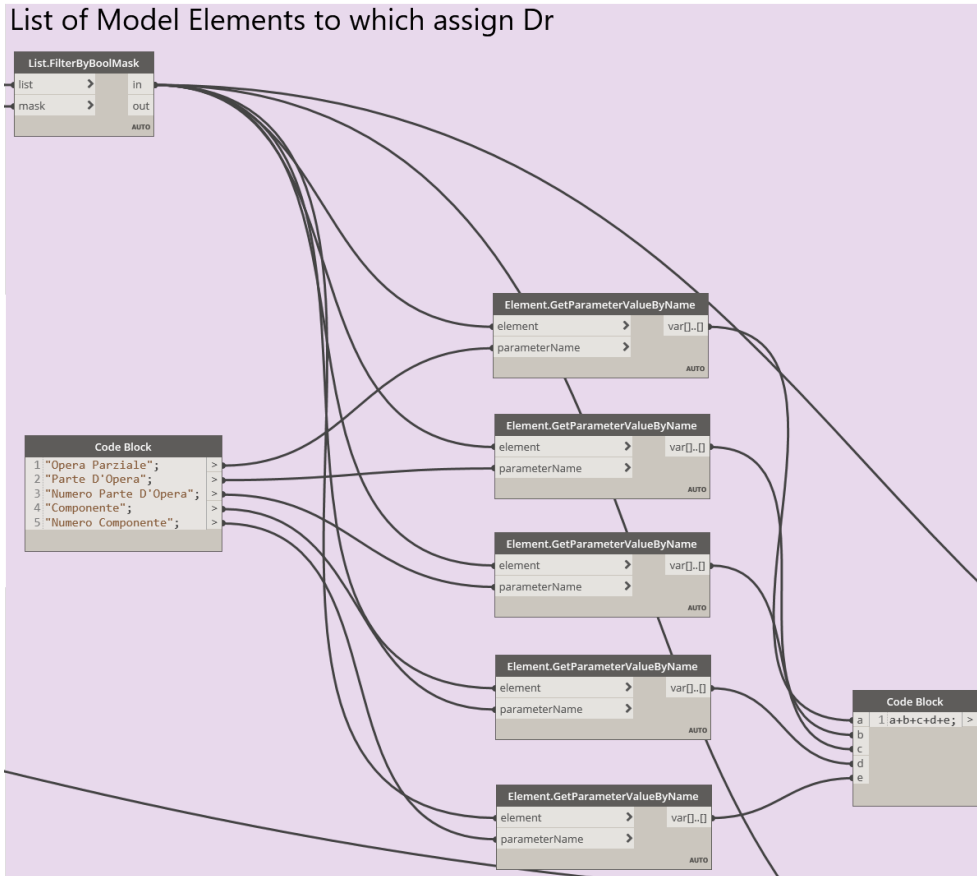 List of Model Elements to which assign Dr
List.FilterByBoolMask
list > in
mask > out
AUTO
Element.GetParameterValueByName
element > var[]..[]
parameterName >
AUTO
Code Block
1 "Opera Parziale"; >
2 "Parte D'Opera"; >
3 "Numero Parte D'Opera"; >
4 "Componente"; >
5 "Numero Componente"; >
Element.GetParameterValueByName
element > var[]..[]
parameterName >
AUTO
Element.GetParameterValueByName
element > var[]..[]
parameterName >
AUTO
Element.GetParameterValueByName
element > var[]..[]
parameterName >
AUTO
Code Block
a 1 a+b+c+d+e; >
b
c
d
e
Element.GetParameterValueByName
element > var[]..[]
parameterName >
AUTO